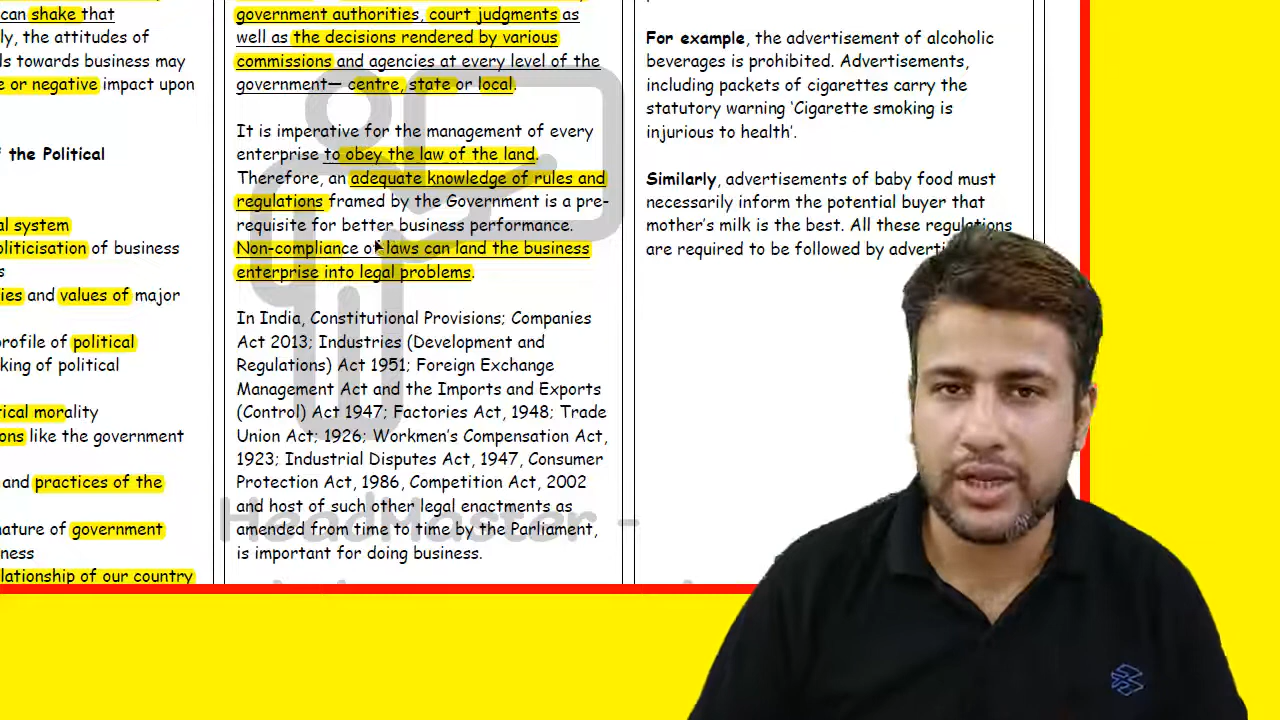 can shake that
ly, the attitudes of
ls towards business may
e or negative impact upon
f the Political
al system
oliticisation of business
s
ies and values of major
profile of political
king of political
ical morality
ons like the government
and practices of the
nature of government
ness
elationship of our country
government authorities, court judgments as
well as the decisions rendered by various
commissions and agencies at every level of the
government— centre, state or local.
It is imperative for the management of every
enterprise to obey the law of the land.
Therefore, an adequate knowledge of rules and
regulations framed by the Government is a pre-
requisite for better business performance.
Non-compliance of laws can land the business
enterprise into legal problems.
In India, Constitutional Provisions; Companies
Act 2013; Industries (Development and
Regulations) Act 1951; Foreign Exchange
Management Act and the Imports and Exports
(Control) Act 1947; Factories Act, 1948; Trade
Union Act; 1926; Workmen's Compensation Act,
1923; Industrial Disputes Act, 1947, Consumer
Protection Act, 1986, Competition Act, 2002
and host of such other legal enactments as
amended from time to time by the Parliament,
is important for doing business.
HeadMaster -
For example, the advertisement of alcoholic
beverages is prohibited. Advertisements,
including packets of cigarettes carry the
statutory warning ‘Cigarette smoking is
injurious to health’.
Similarly, advertisements of baby food must
necessarily inform the potential buyer that
mother’s milk is the best. All these regulations
are required to be followed by adverti